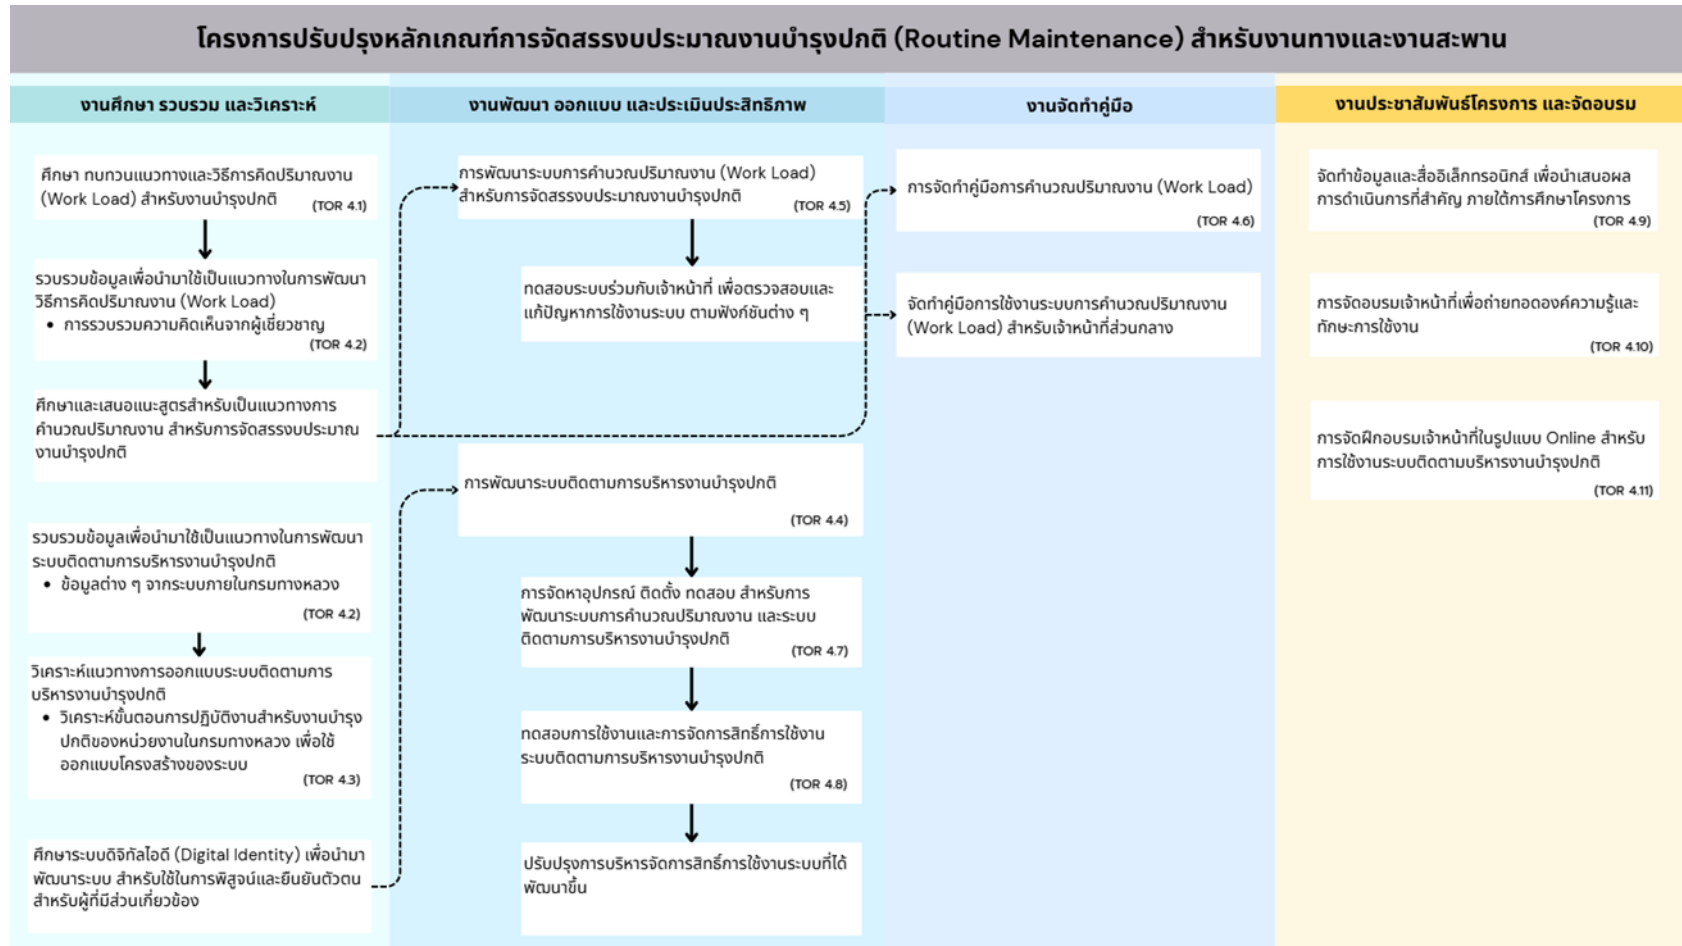 โครงการปรับปรุงหลักเกณฑ์การจัดสรรงบประมาณงานบำรุงปกติ (Routine Maintenance) สำหรับงานทางและงานสะพาน
งานศึกษา รวบรวม และวิเคราะห์
ศึกษา ทบทวนแนวทางและวิธีการคิดปริมาณงาน
(Work Load) สำหรับงานบำรุงปกติ
(TOR 4.1)
รวบรวมข้อมูลเพื่อนำมาใช้เป็นแนวทางในการพัฒนา
วิธีการคิดปริมาณงาน (Work Load)
• การรวบรวมความคิดเห็นจากผู้เชี่ยวชาญ
(TOR 4.2)
ศึกษาและเสนอแนะสูตรสำหรับเป็นแนวทางการ
คำนวณปริมาณงาน สำหรับการจัดสรรงบประมาณ
งานบำรุงปกติ
รวบรวมข้อมูลเพื่อนำมาใช้เป็นแนวทางในการพัฒนา
ระบบติดตามการบริหารงานบำรุงปกติ
• ข้อมูลต่าง ๆ จากระบบภายในกรมทางหลวง
(TOR 4.2)
วิเคราะห์แนวทางการออกแบบระบบติดตามการ
บริหารงานบำรุงปกติ
• วิเคราะห์ขั้นตอนการปฏิบัติงานสำหรับงานบำรุง
ปกติของหน่วยงานในกรมทางหลวง เพื่อใช้
ออกแบบโครงสร้างของระบบ
(TOR 4.3)
ศึกษาระบบดิจิทัลไอดี (Digital Identity) เพื่อนำมา
พัฒนาระบบ สำหรับใช้ในการพิสูจน์และยืนยันตัวตน
สำหรับผู้ที่มีส่วนเกี่ยวข้อง
งานพัฒนา ออกแบบ และประเมินประสิทธิภาพ
การพัฒนาระบบการคำนวณปริมาณงาน (Work Load)
สำหรับการจัดสรรงบประมาณงานบำรุงปกติ
(TOR 4.5)
ทดสอบระบบร่วมกับเจ้าหน้าที่ เพื่อตรวจสอบและ
แก้ปัญหาการใช้งานระบบ ตามฟังก์ชันต่าง ๆ
การพัฒนาระบบติดตามการบริหารงานบำรุงปกติ
(TOR 4.4)
การจัดหาอุปกรณ์ ติดตั้ง ทดสอบ สำหรับการ
พัฒนาระบบการคำนวณปริมาณงาน และระบบ
ติดตามการบริหารงานบำรุงปกติ
(TOR 4.7)
ทดสอบการใช้งานและการจัดการสิทธิ์การใช้งาน
ระบบติดตามการบริหารงานบำรุงปกติ
(TOR 4.8)
ปรับปรุงการบริหารจัดการสิทธิ์การใช้งานระบบที่ได้
พัฒนาขึ้น
งานจัดทำคู่มือ
การจัดทำคู่มือการคำนวณปริมาณงาน (Work Load)
(TOR 4.6)
จัดทำคู่มือการใช้งานระบบการคำนวณปริมาณงาน
(Work Load) สำหรับเจ้าหน้าที่ส่วนกลาง
งานประชาสัมพันธ์โครงการ และจัดอบรม
จัดทำข้อมูลและสื่ออิเล็กทรอนิกส์ เพื่อนำเสนอผล
การดำเนินการที่สำคัญ ภายใต้การศึกษาโครงการ
(TOR 4.9)
การจัดอบรมเจ้าหน้าที่เพื่อถ่ายทอดองค์ความรู้และ
ทักษะการใช้งาน
(TOR 4.10)
การจัดฝึกอบรมเจ้าหน้าที่ในรูปแบบ Online สำหรับ
การใช้งานระบบติดตามบริหารงานบำรุงปกติ
(TOR 4.11)